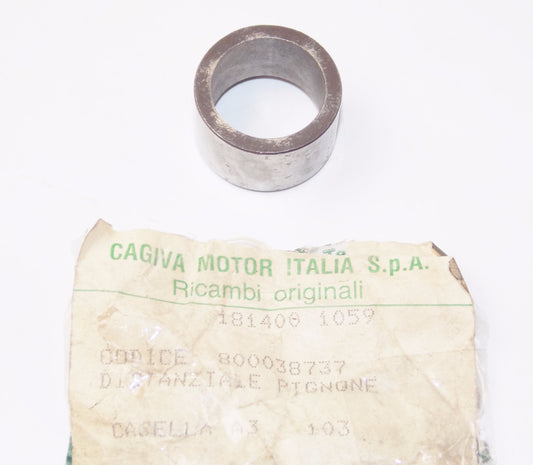 CAGIVA MOTOR ITALIA S.p.A.
Ricambi originali
181400 1059
CODICE. 800038737
DISTANZIALE PIGNONE
CASELLA A3 103